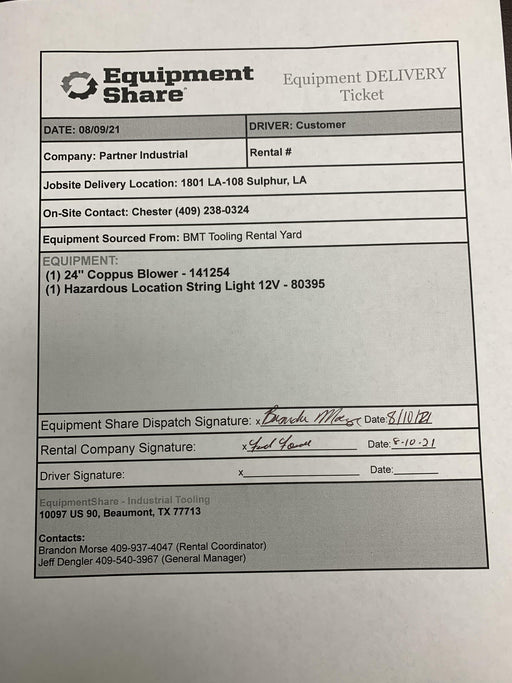 Equipment
Share
Equipment DELIVERY
Ticket
DATE: 08/09/21
DRIVER: Customer
Company: Partner Industrial
Rental #
Jobsite Delivery Location: 1801 LA-108 Sulphur, LA
On-Site Contact: Chester (409) 238-0324
Equipment Sourced From: BMT Tooling Rental Yard
EQUIPMENT:
(1) 24" Coppus Blower - 141254
(1) Hazardous Location String Light 12V - 80395
Equipment Share Dispatch Signature: x Brandon Morse Date: 8/10/21
Rental Company Signature: x Date: 8-10-21
Driver Signature: x Date:
EquipmentShare - Industrial Tooling
10097 US 90, Beaumont, TX 77713
Contacts:
Brandon Morse 409-937-4047 (Rental Coordinator)
Jeff Dengler 409-540-3967 (General Manager)